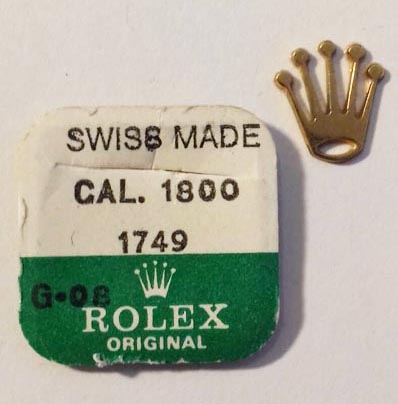 SWISS MADE
CAL. 1800
1749
G•08
ROLEX
ORIGINAL